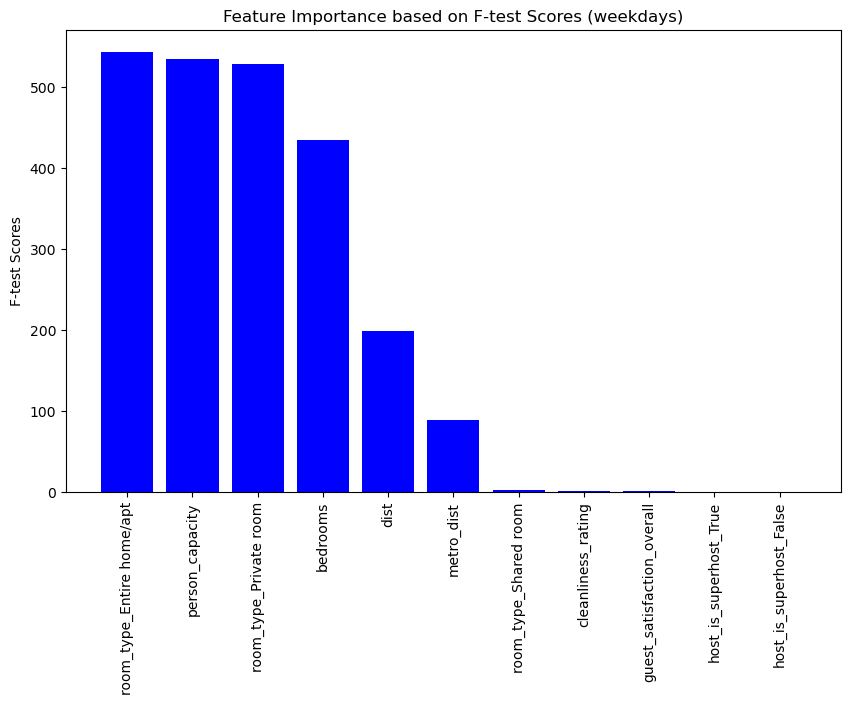 Feature Importance based on F-test Scores (weekdays)
F-test Scores
500
400
300
200
100
0
room_type_Entire home/apt
person_capacity
room_type_Private room
bedrooms
dist
metro_dist
room_type_Shared room
cleanliness_rating
guest_satisfaction_overall
host_is_superhost_True
host_is_superhost_False